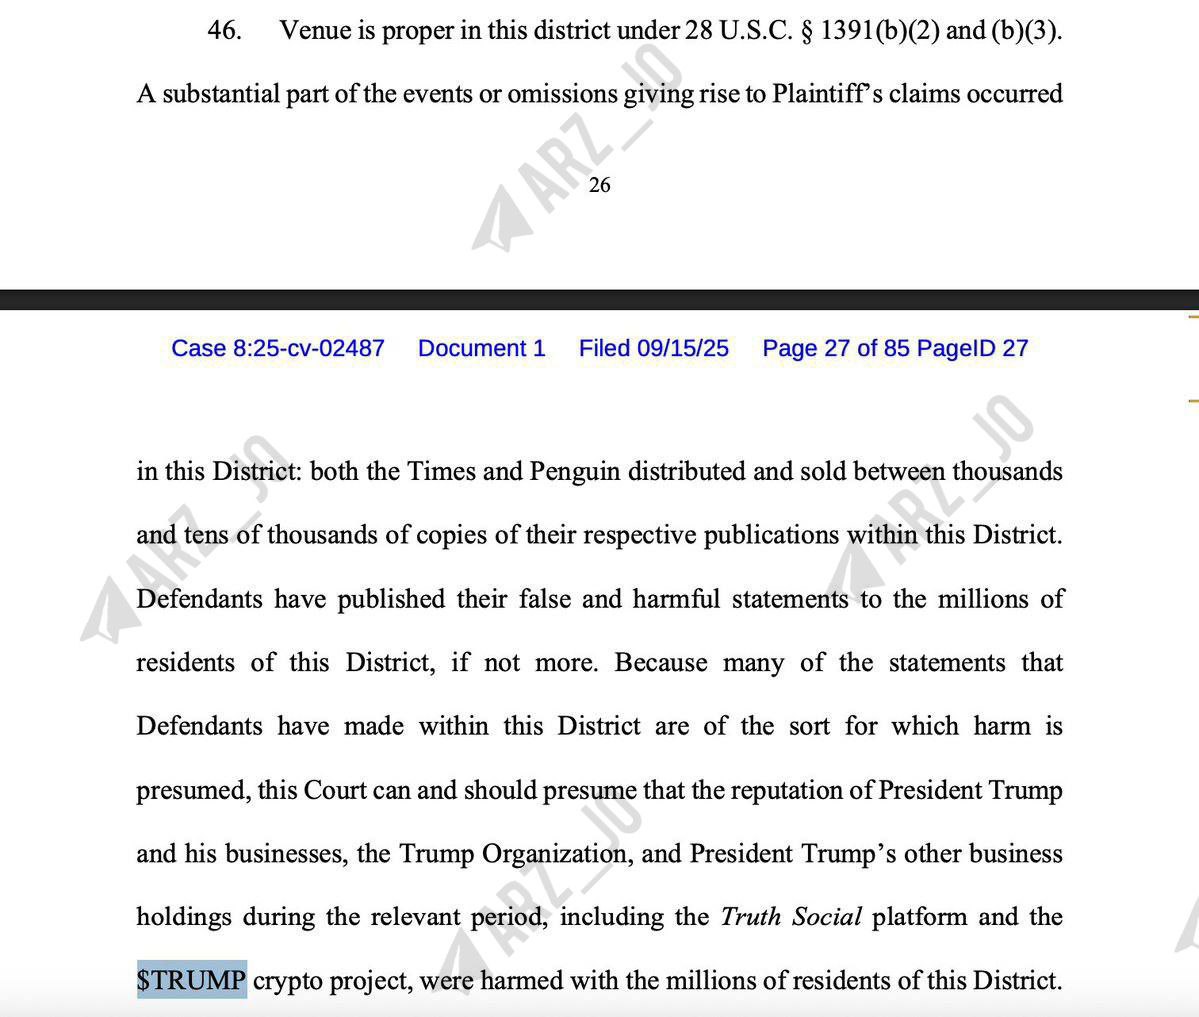 46. Venue is proper in this district under 28 U.S.C. § 1391(b)(2) and (b)(3).
A substantial part of the events or omissions giving rise to Plaintiff's claims occurred
26
Case 8:25-cv-02487 Document 1 Filed 09/15/25 Page 27 of 85 PageID 27
in this District: both the Times and Penguin distributed and sold between thousands
and tens of thousands of copies of their respective publications within this District.
Defendants have published their false and harmful statements to the millions of
residents of this District, if not more. Because many of the statements that
Defendants have made within this District are of the sort for which harm is
presumed, this Court can and should presume that the reputation of President Trump
and his businesses, the Trump Organization, and President Trump's other business
holdings during the relevant period, including the Truth Social platform and the
$TRUMP crypto project, were harmed with the millions of residents of this District.
ARZ_JO
ARZ_JO
ARZ_JO
ARZ_JO